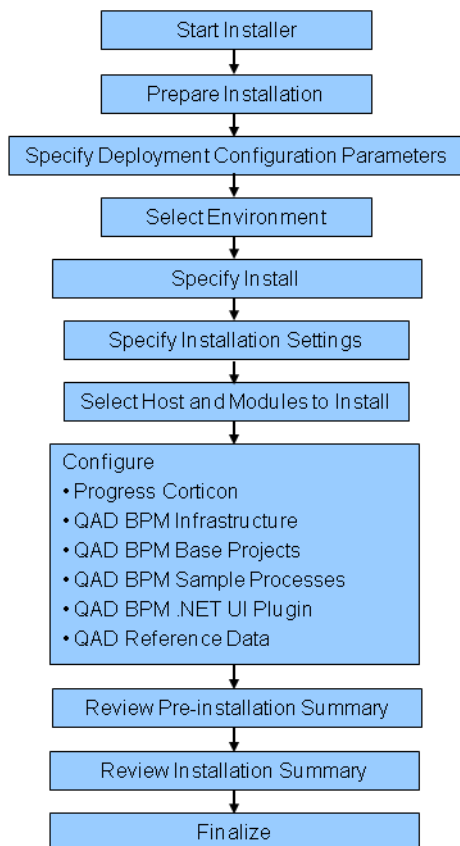 Start Installer
Prepare Installation
Specify Deployment Configuration Parameters
Select Environment
Specify Install
Specify Installation Settings
Select Host and Modules to Install
Configure
• Progress Corticon
• QAD BPM Infrastructure
• QAD BPM Base Projects
• QAD BPM Sample Processes
• QAD BPM .NET UI Plugin
• QAD Reference Data
Review Pre-installation Summary
Review Installation Summary
Finalize